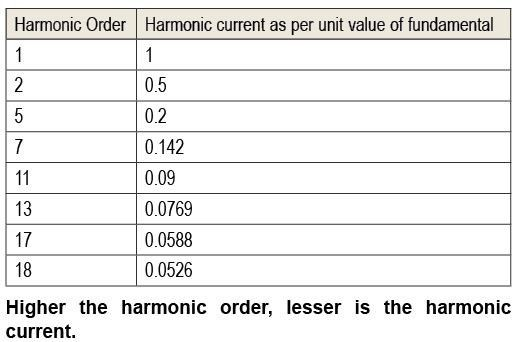 Harmonic Order Harmonic current as per unit value of fundamental
1 1
2 0.5
5 0.2
7 0.142
11 0.09
13 0.0769
17 0.0588
18 0.0526
Higher the harmonic order, lesser is the harmonic
current.